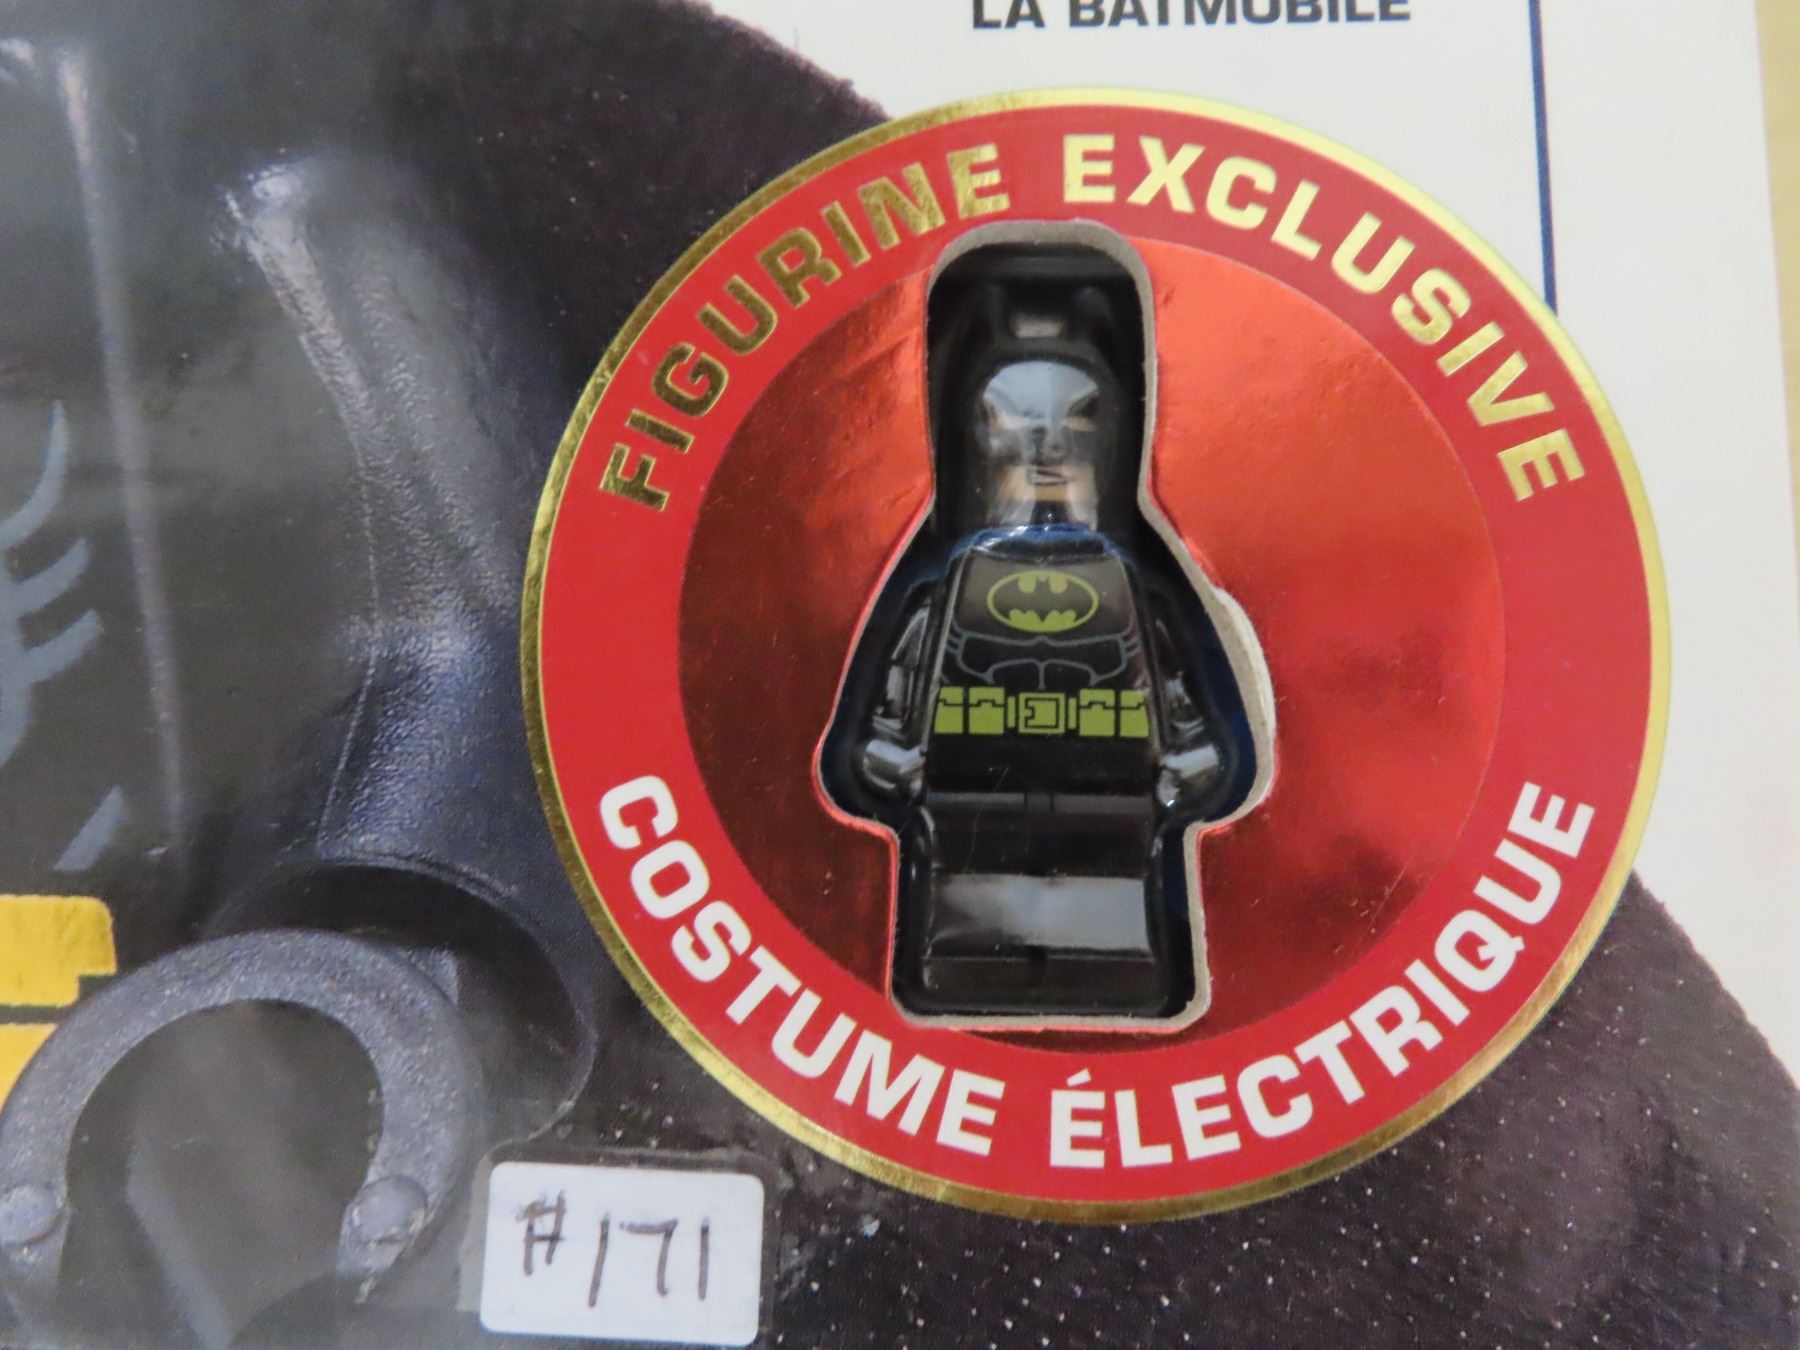 LA BATMOBILE
FIGURINE EXCLUSIVE
COSTUME ÉLECTRIQUE
#171